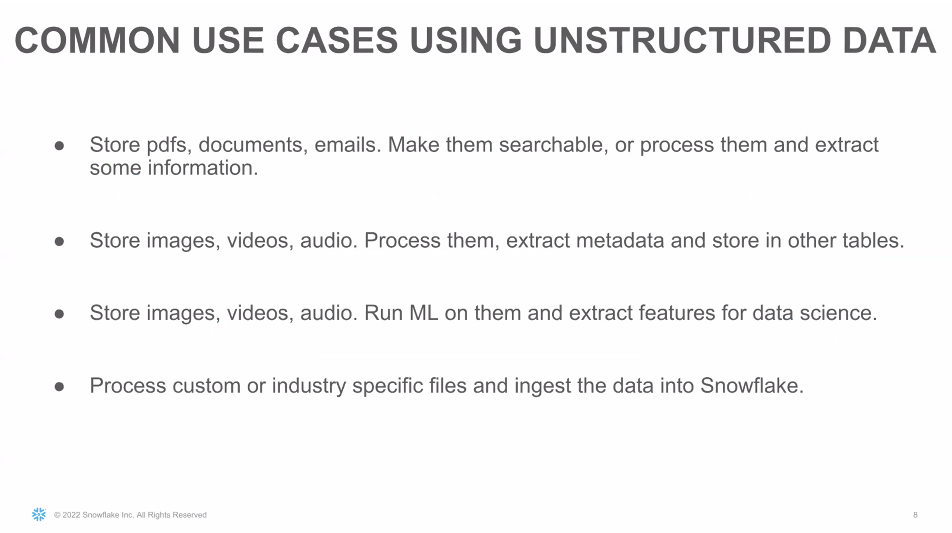 COMMON USE CASES USING UNSTRUCTURED DATA
● Store pdfs, documents, emails. Make them searchable, or process them and extract
some information.
● Store images, videos, audio. Process them, extract metadata and store in other tables.
● Store images, videos, audio. Run ML on them and extract features for data science.
● Process custom or industry specific files and ingest the data into Snowflake.
© 2022 Snowflake Inc. All Rights Reserved
8